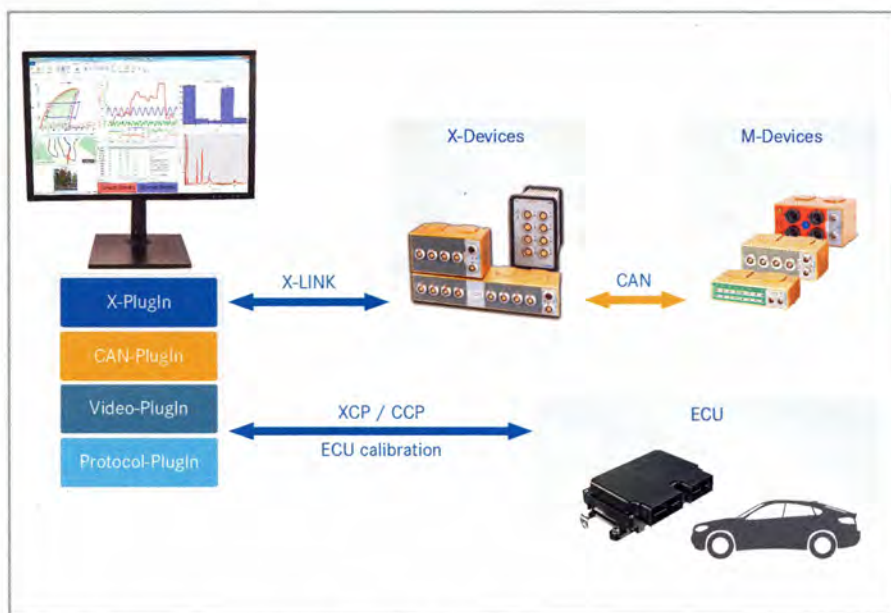 X-Devices
M-Devices
X-LINK
CAN
X-PlugIn
CAN-PlugIn
Video-PlugIn
Protocol-PlugIn
XCP / CCP
ECU calibration
ECU